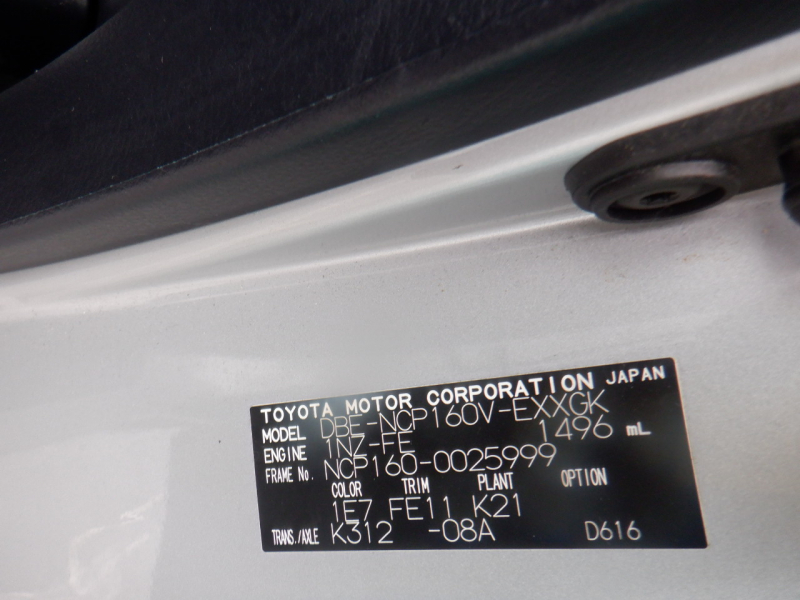 TOYOTA MOTOR CORPORATION JAPAN
MODEL DBE-NCP160V-EXXGK
ENGINE 1NZ-FE 1496 mL
FRAME No. NCP160-0025999
COLOR TRIM PLANT OPTION
1E7 FE11 K21
TRANS./AXLE K312 -08A D616